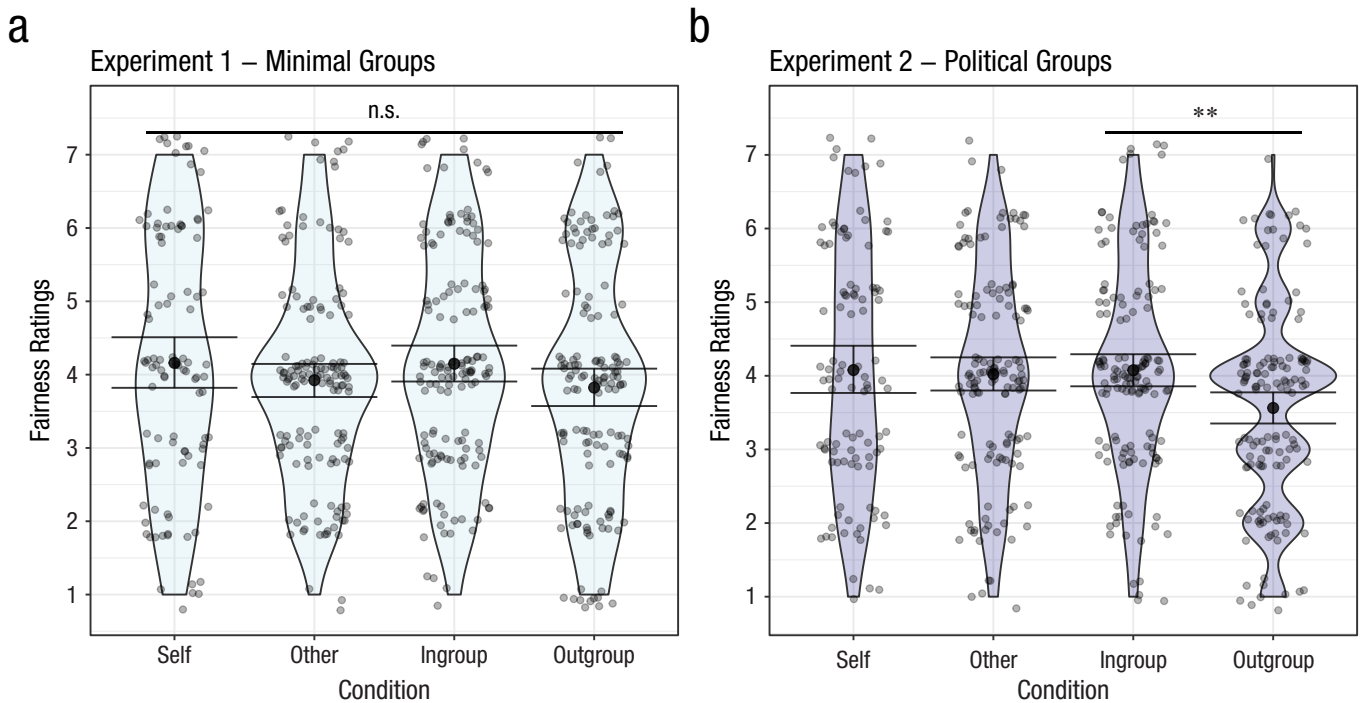 a
Experiment 1 – Minimal Groups
n.s.
7
6
5
4
3
2
1
Fairness Ratings
Self Other Ingroup Outgroup
Condition
b
Experiment 2 – Political Groups
**
7
6
5
4
3
2
1
Fairness Ratings
Self Other Ingroup Outgroup
Condition